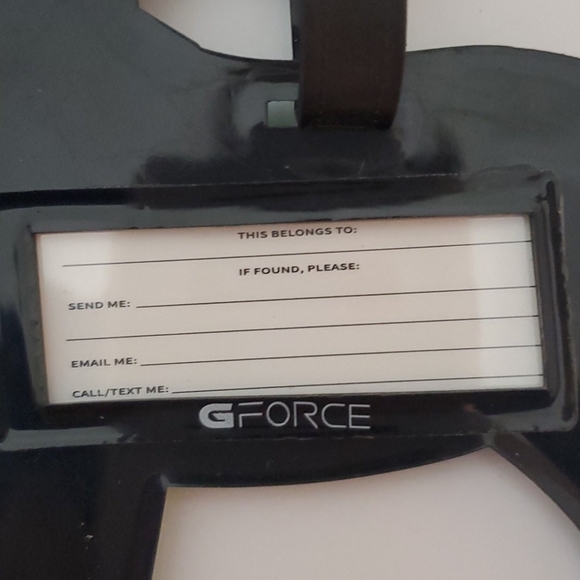 THIS BELONGS TO:
IF FOUND, PLEASE:
SEND ME:
EMAIL ME:
CALL/TEXT ME:
GFORCE